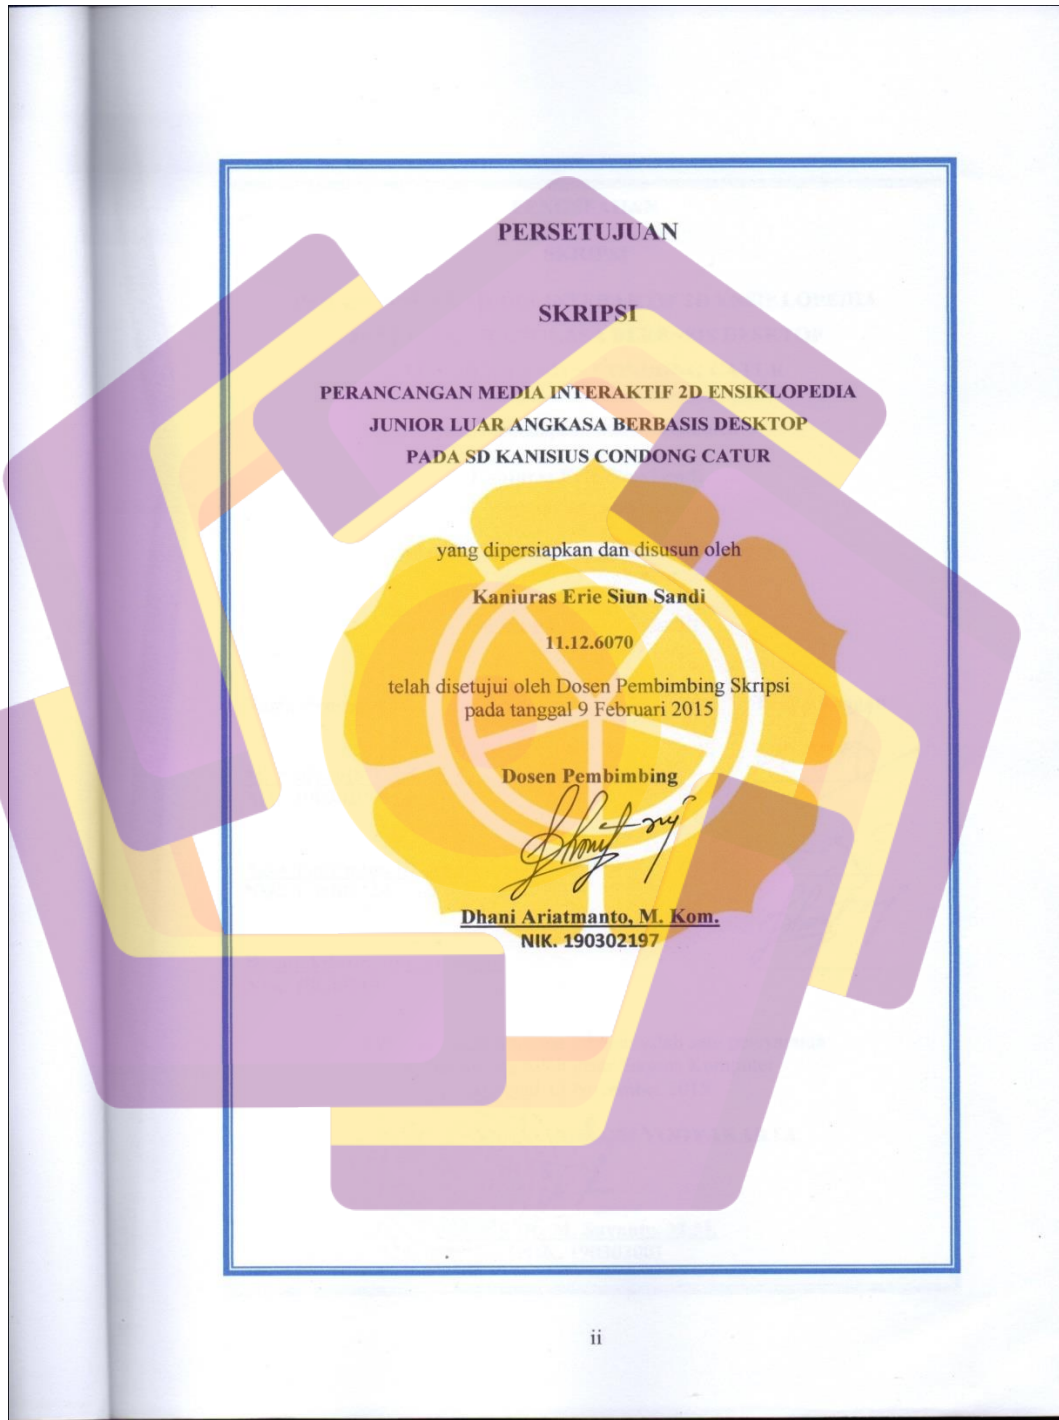 PERSETUJUAN
SKRIPSI
PERANCANGAN MEDIA INTERAKTIF 2D ENSIKLOPEDIA
JUNIOR LUAR ANGKASA BERBASIS DESKTOP
PADA SD KANISIUS CONDONG CATUR
yang dipersiapkan dan disusun oleh
Kaniuras Erie Siun Sandi
11.12.6070
telah disetujui oleh Dosen Pembimbing Skripsi
pada tanggal 9 Februari 2015
Dosen Pembimbing
Dhani Ariatmanto, M. Kom.
NIK. 190302197
ii